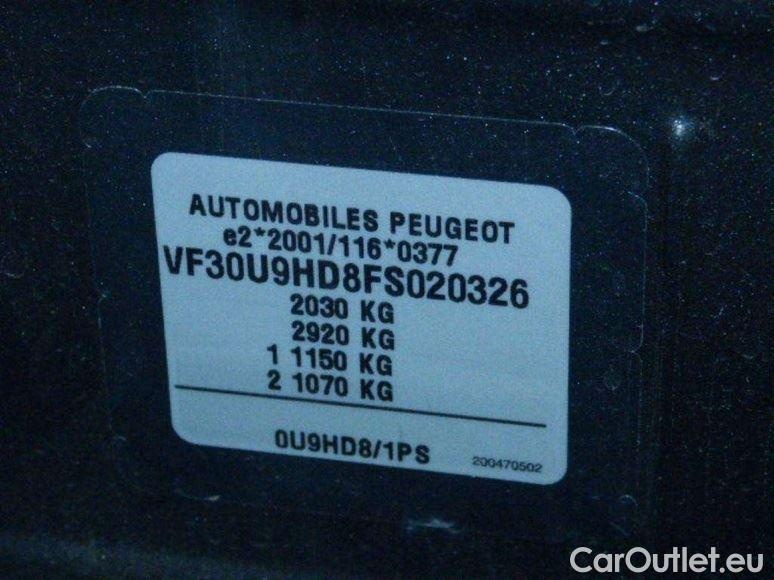 AUTOMOBILES PEUGEOT
e2*2001/116*0377
VF30U9HD8FS020326
2030 KG
2920 KG
1 1150 KG
2 1070 KG
0U9HD8/1PS
200470502
CarOutlet.eu